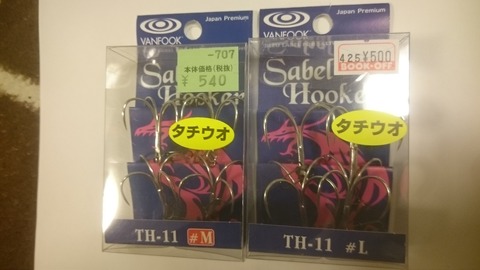 Japan Premium
VANFOOK
-707
本体価格(税抜)
¥ 540
Sabel
Hooker
タチウオ
TH-11 #M
Japan Premium
VANFOOK
425 ¥500
BOOK-OFF
Sabel
Hooker
タチウオ
TH-11 #L